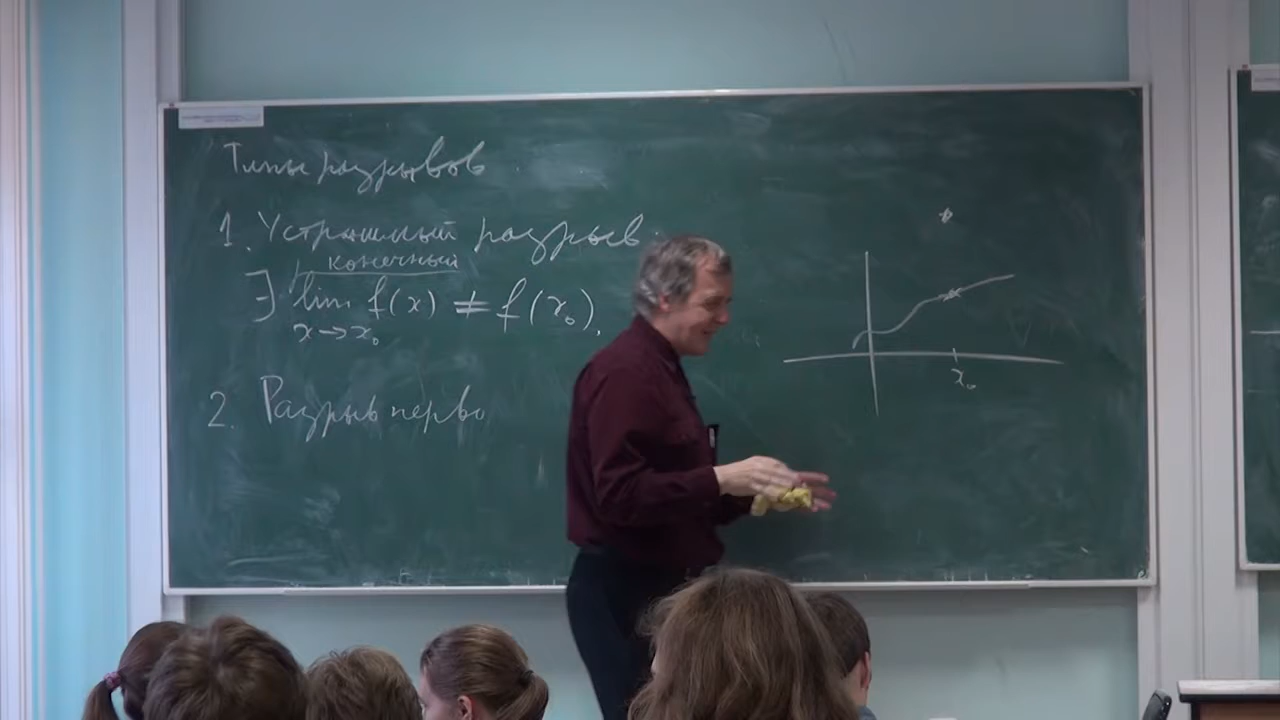 Типы разрывов
1. Устранимый разрыв.
конечный
∃ lim f(x) ≠ f(x₀).
x→x₀
2. Разрыв перво
x₀